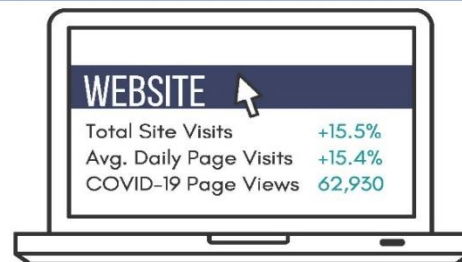 WEBSITE
Total Site Visits +15.5%
Avg. Daily Page Visits +15.4%
COVID-19 Page Views 62,930